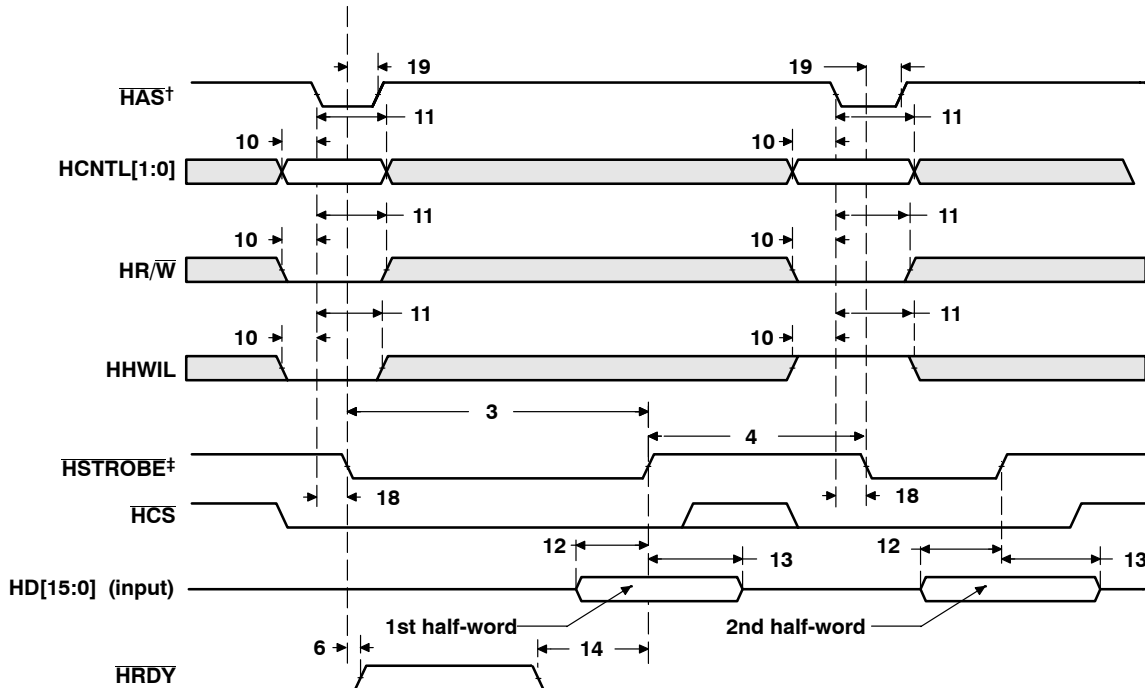 19 19
HAS†
11 11
10 10
HCNTL[1:0]
11 11
10 10
HR/W
11 11
10 10
HHWIL
3
4
HSTROBE‡
18 18
HCS
12 12
13 13
HD[15:0] (input)
1st half-word 2nd half-word
6 14
HRDY